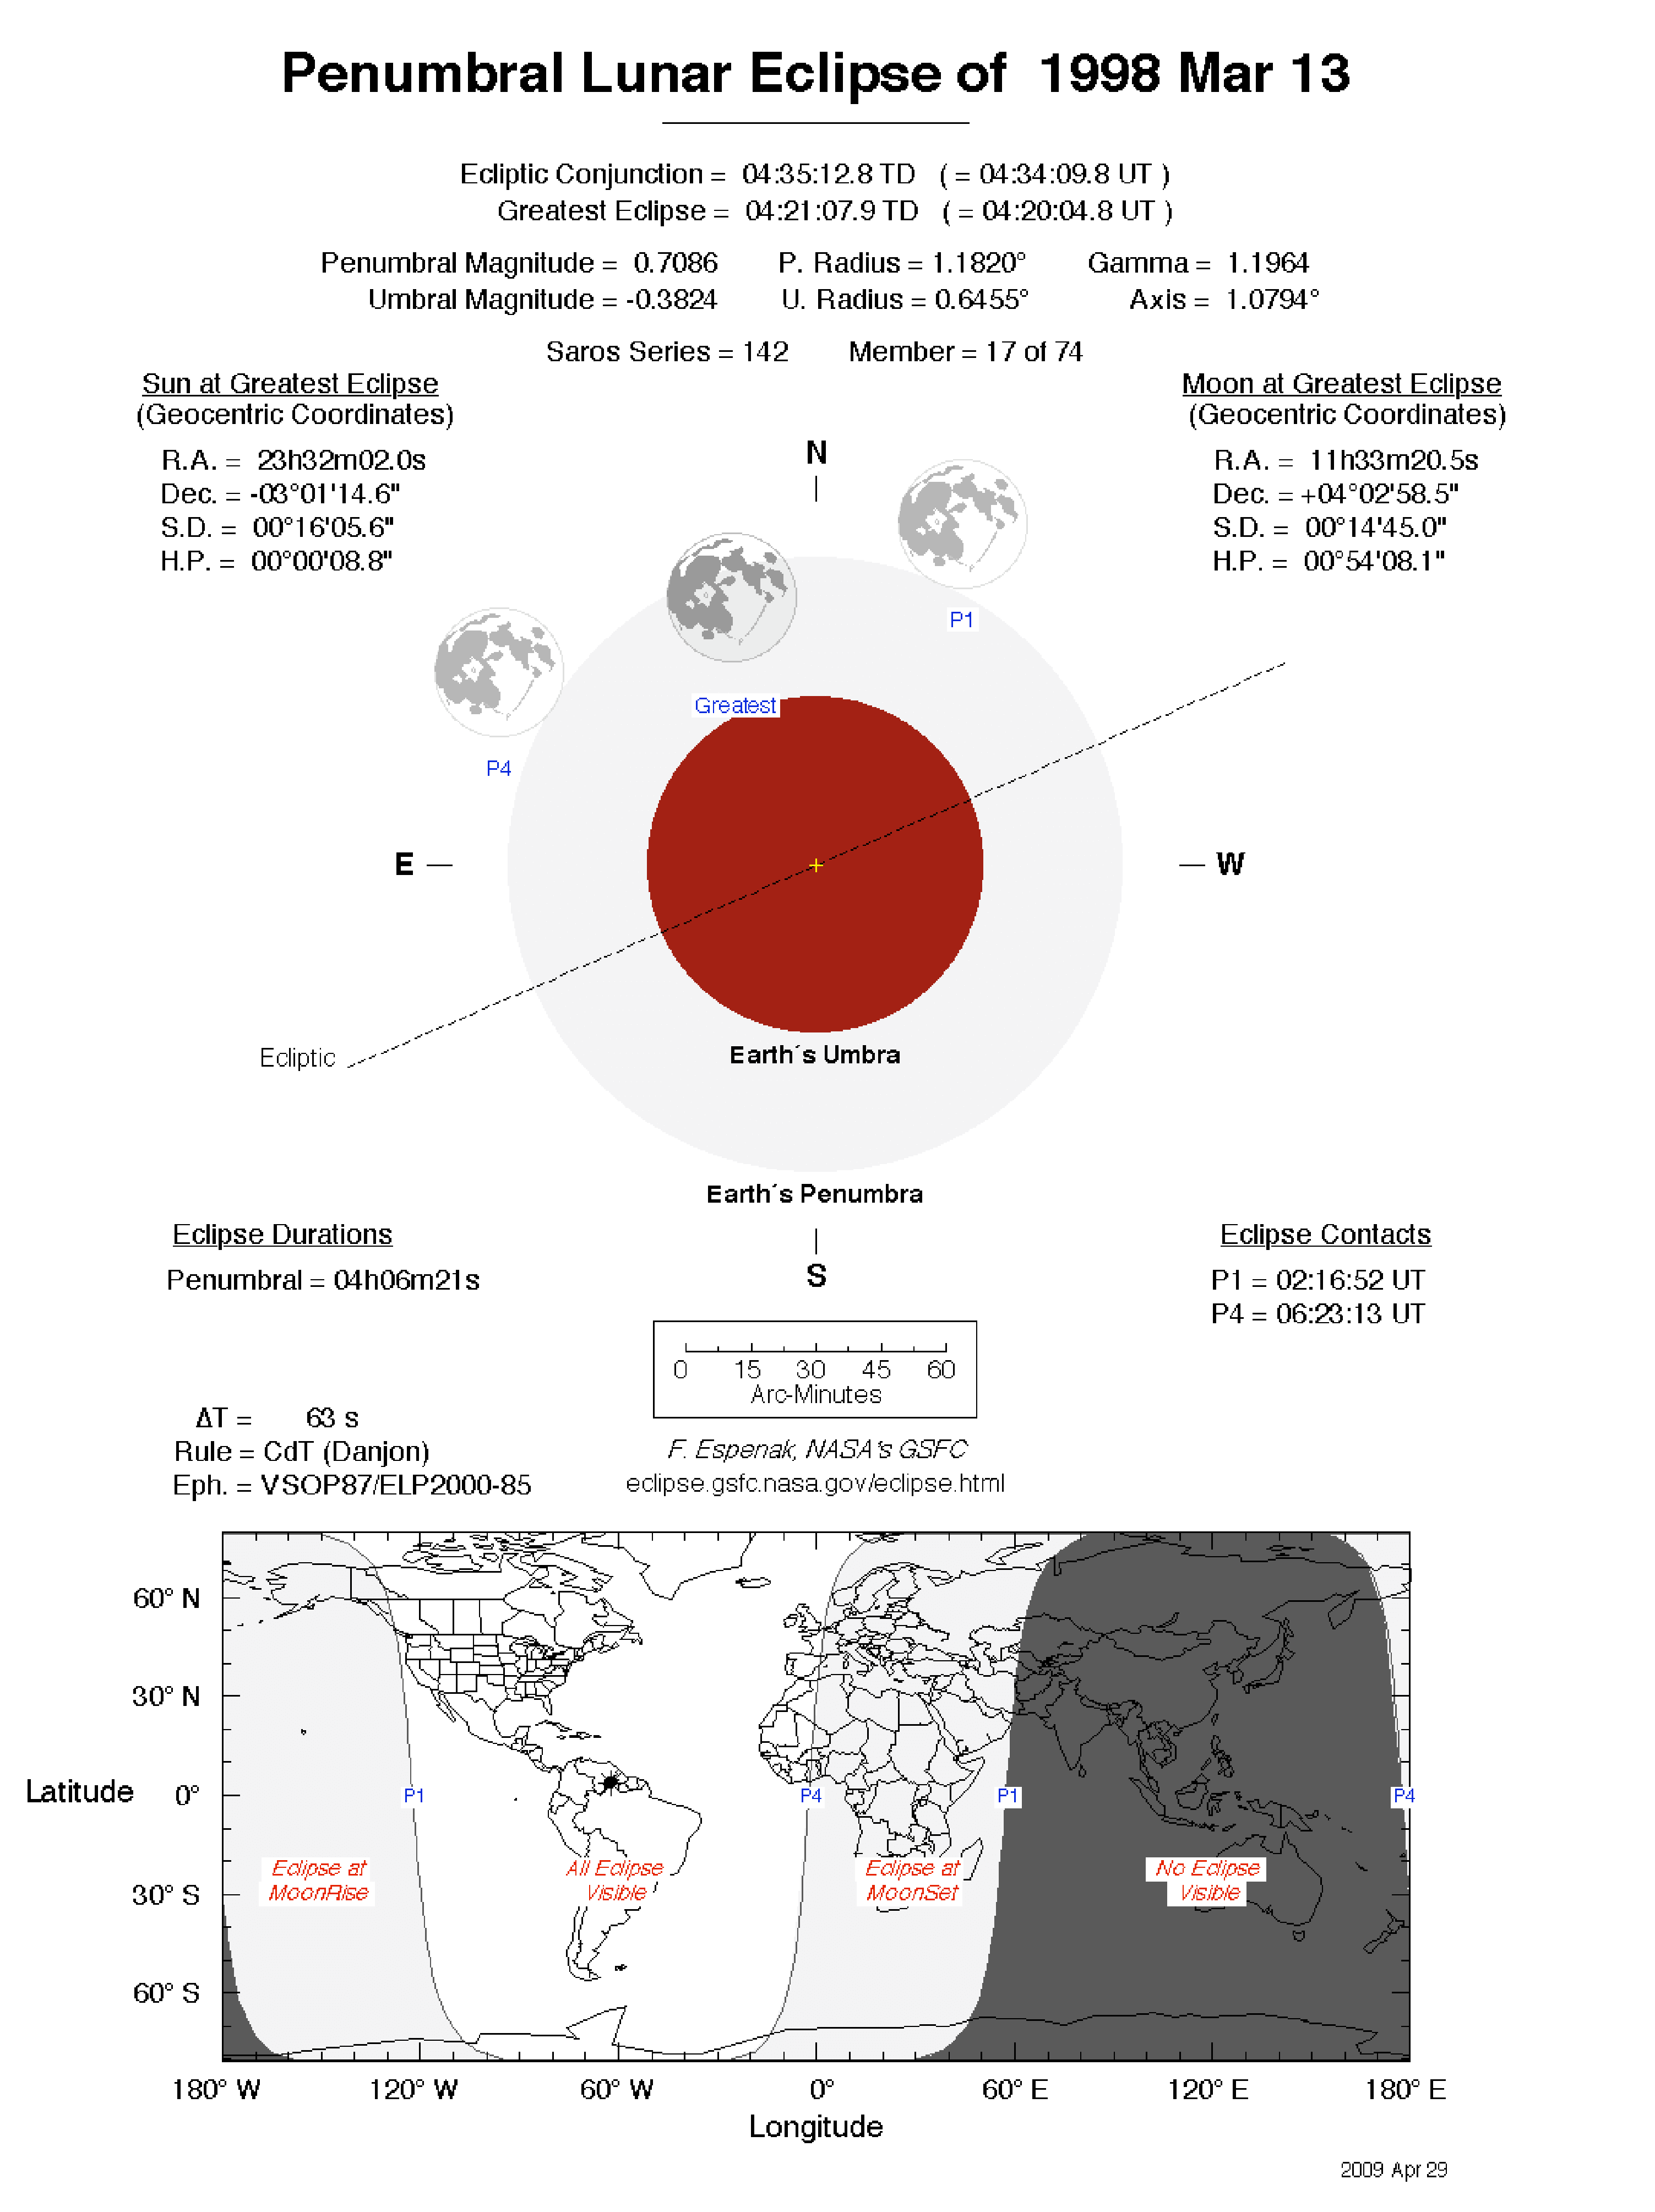 Penumbral Lunar Eclipse of 1998 Mar 13
Ecliptic Conjunction = 04:35:12.8 TD ( = 04:34:09.8 UT )
Greatest Eclipse = 04:21:07.9 TD ( = 04:20:04.8 UT )
Penumbral Magnitude = 0.7086 P. Radius = 1.1820° Gamma = 1.1964
Umbral Magnitude = -0.3824 U. Radius = 0.6455° Axis = 1.0794°
Saros Series = 142 Member = 17 of 74
Sun at Greatest Eclipse
(Geocentric Coordinates)
R.A. = 23h32m02.0s
Dec. = -03°01'14.6"
S.D. = 00°16'05.6"
H.P. = 00°00'08.8"
Moon at Greatest Eclipse
(Geocentric Coordinates)
R.A. = 11h33m20.5s
Dec. = +04°02'58.5"
S.D. = 00°14'45.0"
H.P. = 00°54'08.1"
N
P1
Greatest
P4
E
W
Ecliptic
Earth´s Umbra
Earth´s Penumbra
S
Eclipse Durations
Penumbral = 04h06m21s
Eclipse Contacts
P1 = 02:16:52 UT
P4 = 06:23:13 UT
0 15 30 45 60
Arc-Minutes
ΔT = 63 s
Rule = CdT (Danjon)
Eph. = VSOP87/ELP2000-85
F. Espenak, NASA's GSFC
eclipse.gsfc.nasa.gov/eclipse.html
60° N
30° N
Latitude 0°
30° S
60° S
P1 P4 P1 P4
Eclipse at
MoonRise
All Eclipse
Visible
Eclipse at
MoonSet
No Eclipse
Visible
180° W 120° W 60° W 0° 60° E 120° E 180° E
Longitude
2009 Apr 29